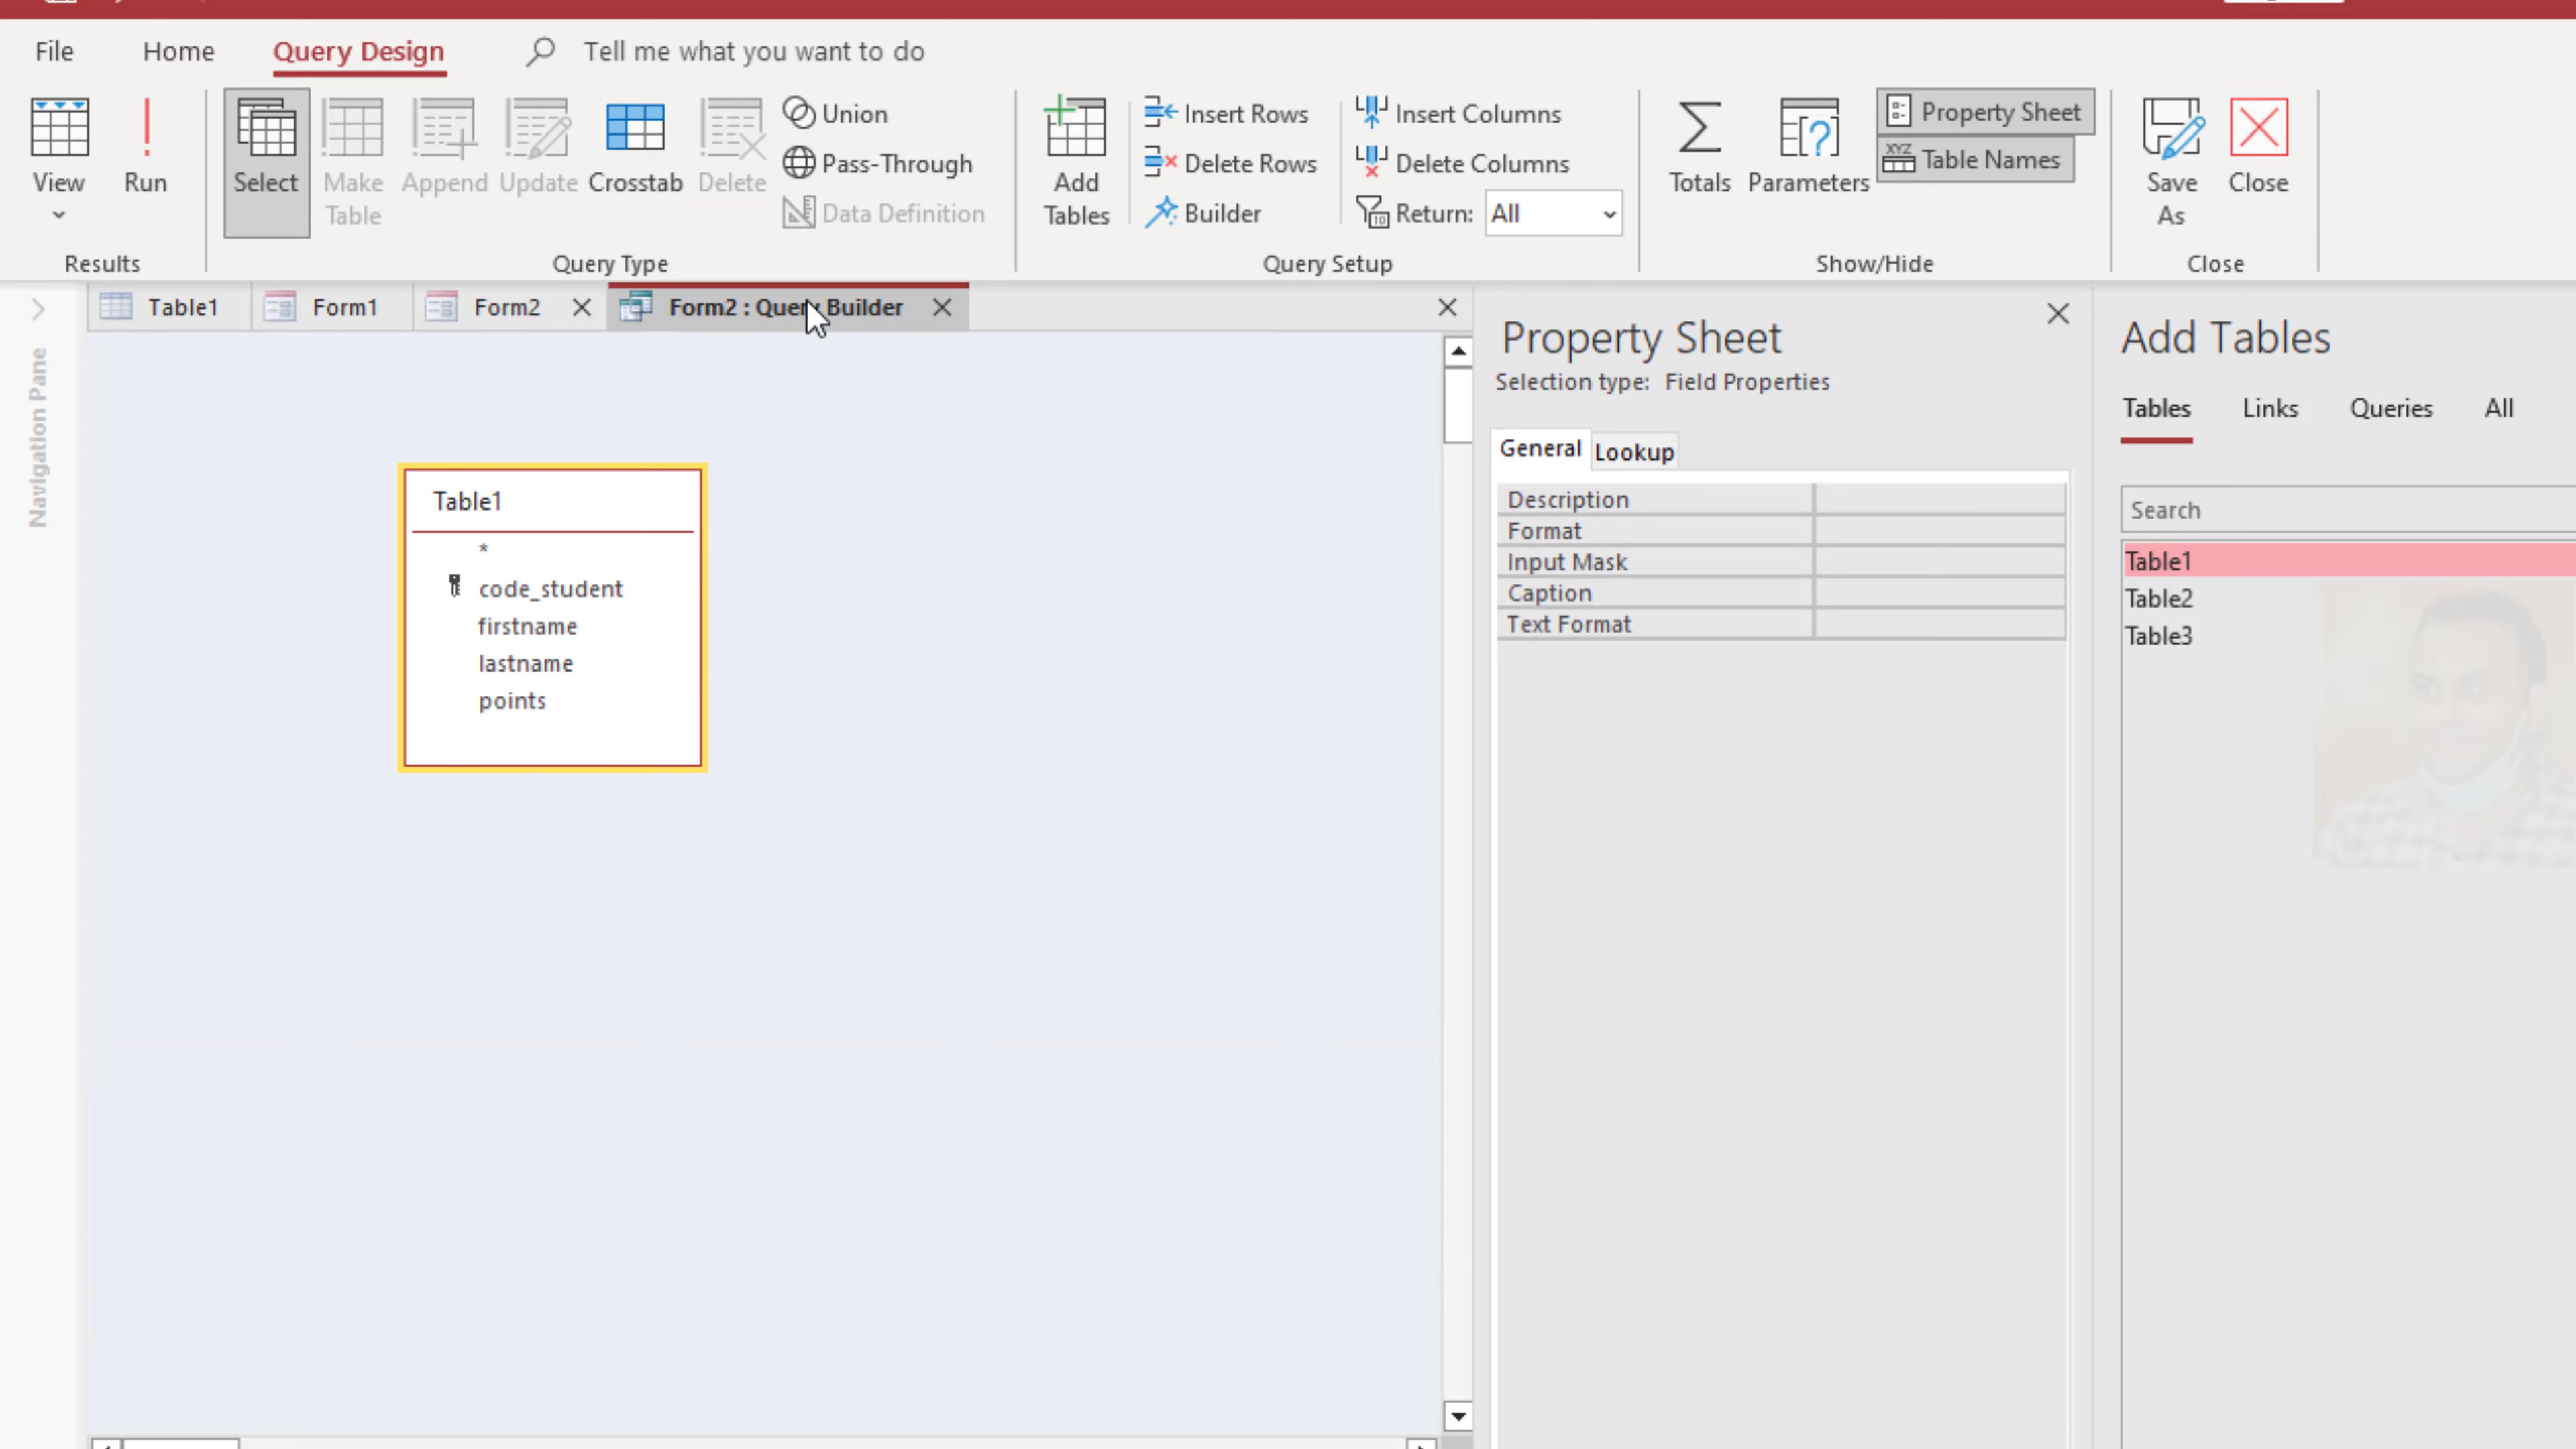 File
Home
Query Design
Tell me what you want to do
View
Run
Select
Make
Table
Append
Update
Crosstab
Delete
Union
Pass-Through
Data Definition
Add
Tables
Insert Rows
Delete Rows
Builder
Insert Columns
Delete Columns
Return: All
Totals
Parameters
Property Sheet
Table Names
Save
As
Close
Results
Query Type
Query Setup
Show/Hide
Close
Navigation Pane
Table1
Form1
Form2
Form2 : Query Builder
Table1
*
code_student
firstname
lastname
points
Property Sheet
Selection type: Field Properties
General
Lookup
Description
Format
Input Mask
Caption
Text Format
Add Tables
Tables
Links
Queries
All
Search
Table1
Table2
Table3